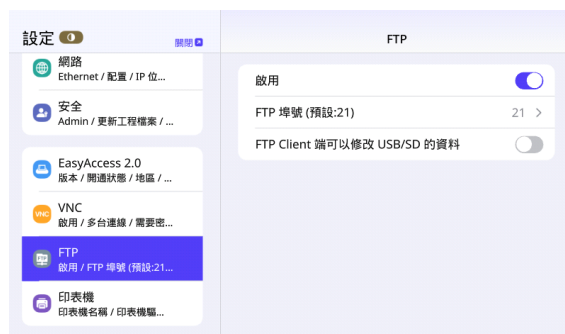 設定
關閉
網路
Ethernet / 配置 / IP 位...
安全
Admin / 更新工程檔案 / ...
EasyAccess 2.0
版本 / 開通狀態 / 地區 / ...
VNC
VNC
啟用 / 多台連線 / 需要密...
FTP
FTP
啟用 / FTP 埠號 (預設:21...
印表機
印表機名稱 / 印表機驅...
FTP
啟用
FTP 埠號 (預設:21)
21 >
FTP Client 端可以修改 USB/SD 的資料